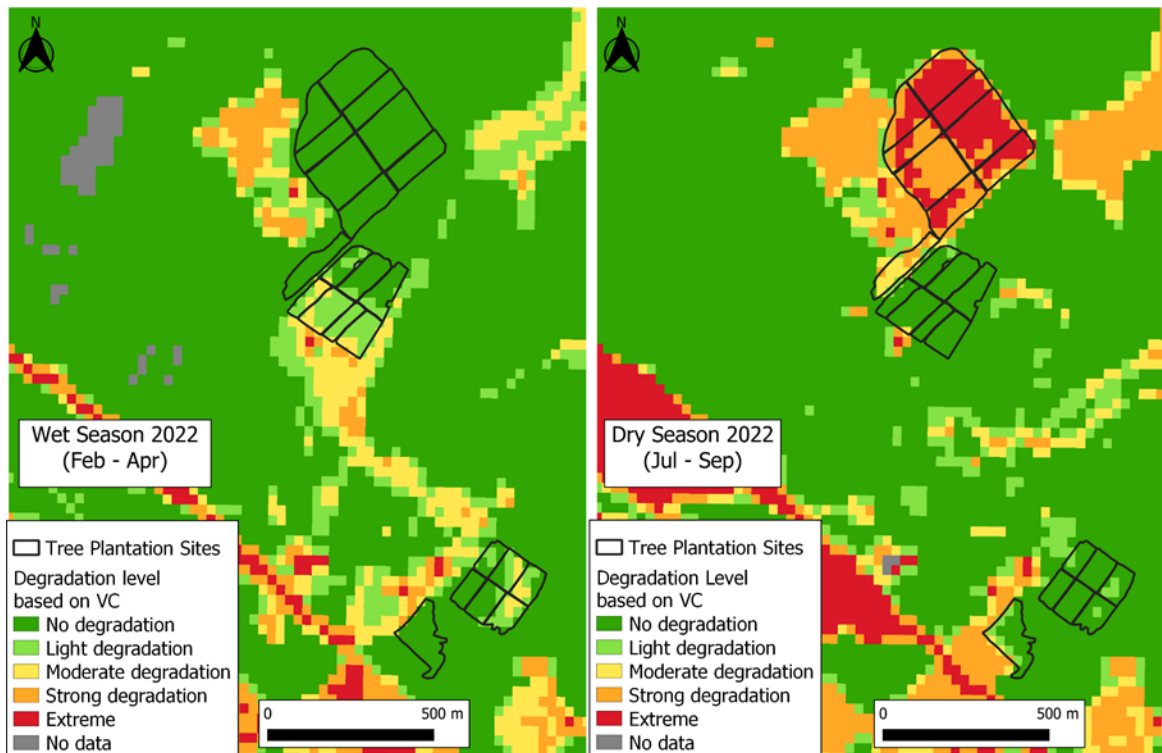 N
Wet Season 2022
(Feb - Apr)
Tree Plantation Sites
Degradation level
based on VC
No degradation
Light degradation
Moderate degradation
Strong degradation
Extreme
No data
0
500 m
N
Dry Season 2022
(Jul - Sep)
Tree Plantation Sites
Degradation Level
based on VC
No degradation
Light degradation
Moderate degradation
Strong degradation
Extreme
No data
0
500 m